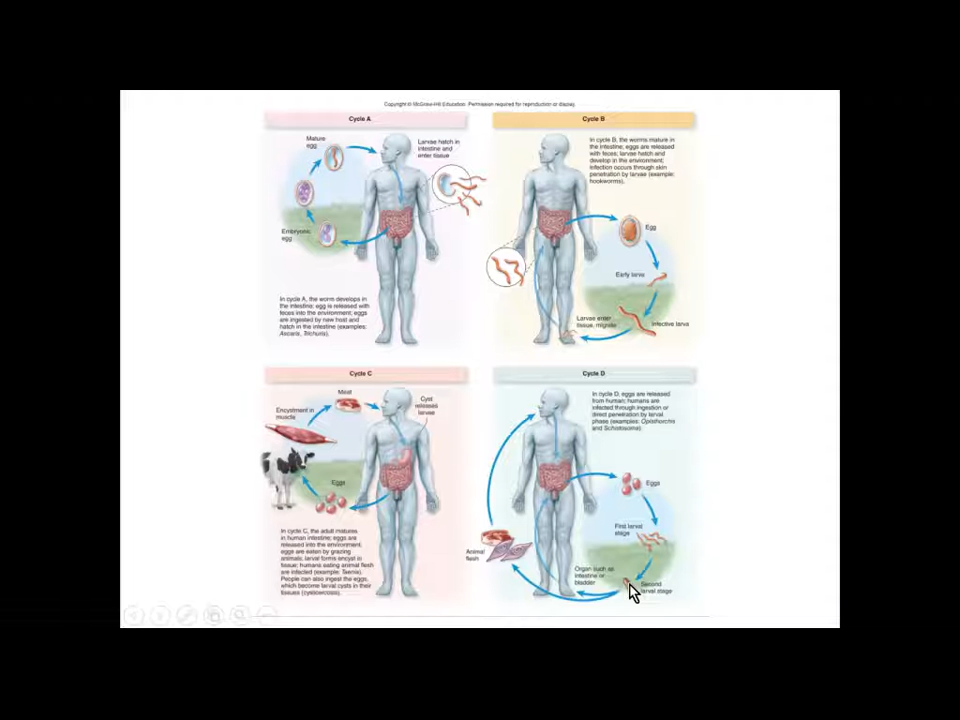 Copyright © McGraw-Hill Education. Permission required for reproduction or display.
Cycle A
Mature
egg
Larvae hatch in
intestine and
enter tissue
Embryonic
egg
In cycle A, the worm develops in
the intestine; egg is released with
feces into the environment; eggs
are ingested by new host and
hatch in the intestine (examples:
Ascaris, Trichuris).
Cycle B
In cycle B, the worms mature in
the intestine; eggs are released
with feces; larvae hatch and
develop in the environment;
infection occurs through skin
penetration by larvae (example:
hookworms).
Egg
Early larva
Larvae enter
tissue, migrate
Infective larva
Cycle C
Meat
Encystment in
muscle
Cyst
releases
larvae
Eggs
In cycle C, the adult matures
in human intestine; eggs are
released into the environment;
eggs are eaten by grazing
animals; larval forms encyst in
tissue; humans eating animal flesh
are infected (example: Taenia).
People can also ingest the eggs,
which become larval cysts in their
tissues (cysticercosis).
Cycle D
In cycle D, eggs are released
from human; humans are
infected through ingestion or
direct penetration by larval
phase (examples: Opisthorchis
and Schistosoma).
Eggs
First larval
stage
Animal
flesh
Organ such as
intestine or
bladder
Second
larval stage